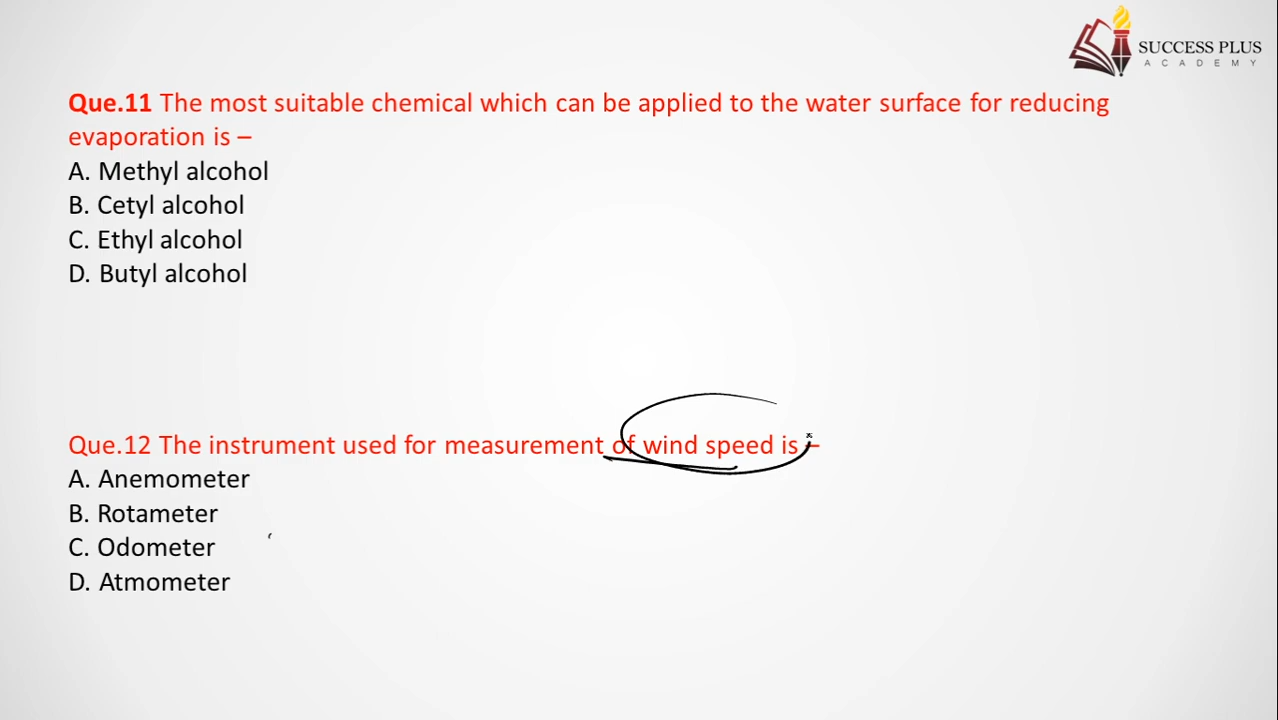 SUCCESS PLUS
ACADEMY
Que.11 The most suitable chemical which can be applied to the water surface for reducing
evaporation is –
A. Methyl alcohol
B. Cetyl alcohol
C. Ethyl alcohol
D. Butyl alcohol
Que.12 The instrument used for measurement of wind speed is –
A. Anemometer
B. Rotameter
C. Odometer
D. Atmometer